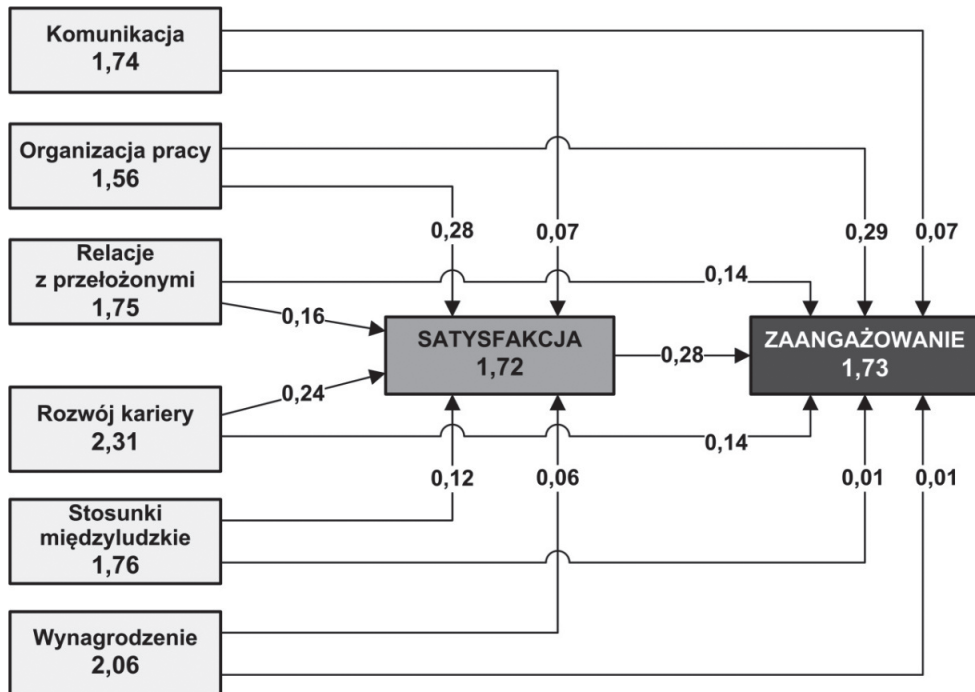 Komunikacja
1,74
Organizacja pracy
1,56
0,28
0,07
0,29
0,07
Relacje
z przełożonymi
1,75
0,14
0,16
SATYSFAKCJA
1,72
0,28
ZAANGAŻOWANIE
1,73
0,24
Rozwój kariery
2,31
0,14
0,12
0,06
0,01
0,01
Stosunki
międzyludzkie
1,76
Wynagrodzenie
2,06